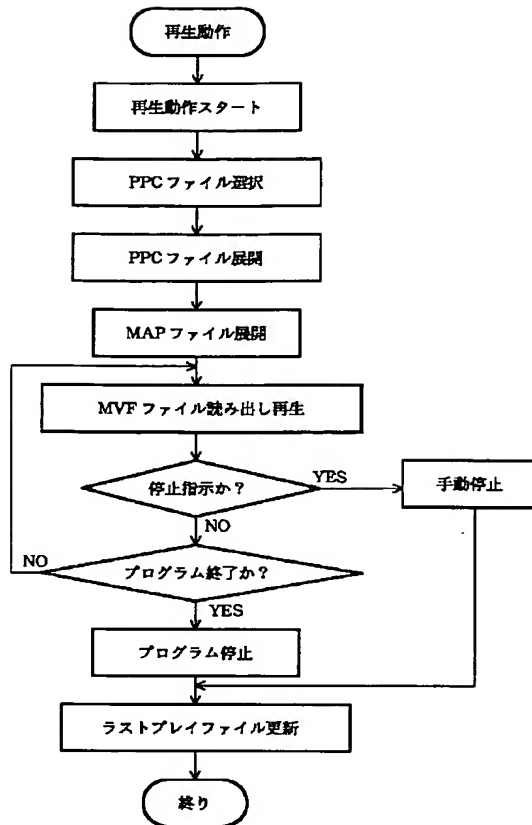 再生動作
再生動作スタート
PPCファイル選択
PPCファイル展開
MAPファイル展開
MVFファイル読み出し再生
停止指示か?
YES
手動停止
NO
NO
プログラム終了か?
YES
プログラム停止
ラストプレイファイル更新
終り